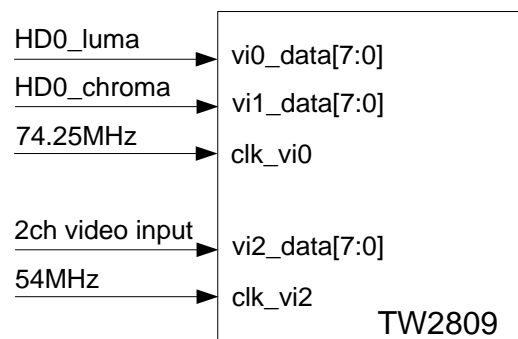 HD0_luma
vi0_data[7:0]
HD0_chroma
vi1_data[7:0]
74.25MHz
clk_vi0
2ch video input
vi2_data[7:0]
54MHz
clk_vi2
TW2809